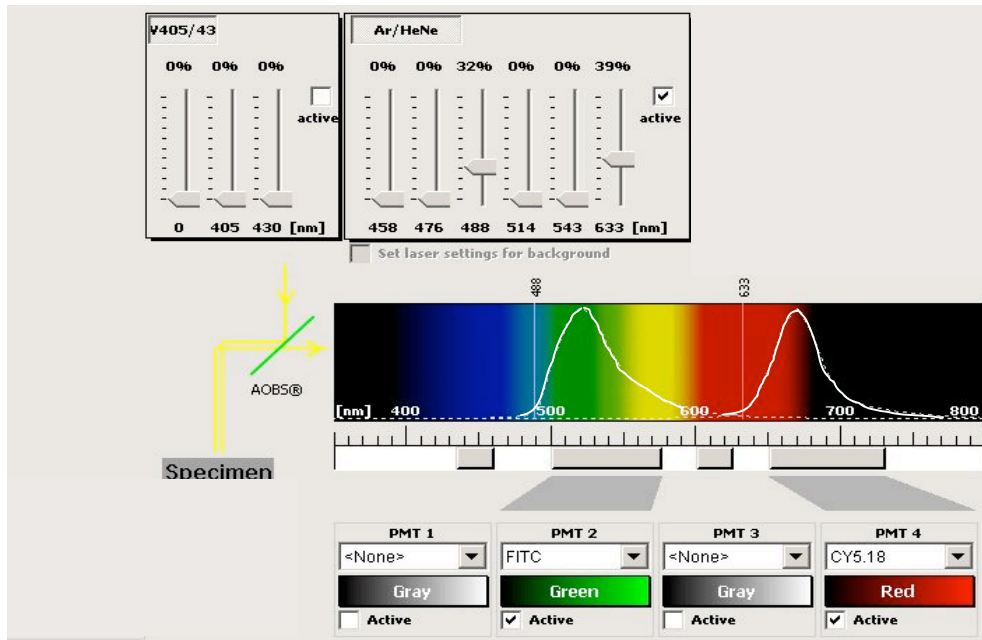 V405/43
Ar/HeNe
0% 0% 0%
0% 0% 32% 0% 0% 39%
active
active
0 405 430 [nm]
458 476 488 514 543 633 [nm]
Set laser settings for background
488
633
AOBS®
[nm] 400 500 600 700 800
Specimen
PMT 1
PMT 2
PMT 3
PMT 4
<None>
FITC
<None>
CY5.18
Gray
Green
Gray
Red
Active
Active
Active
Active